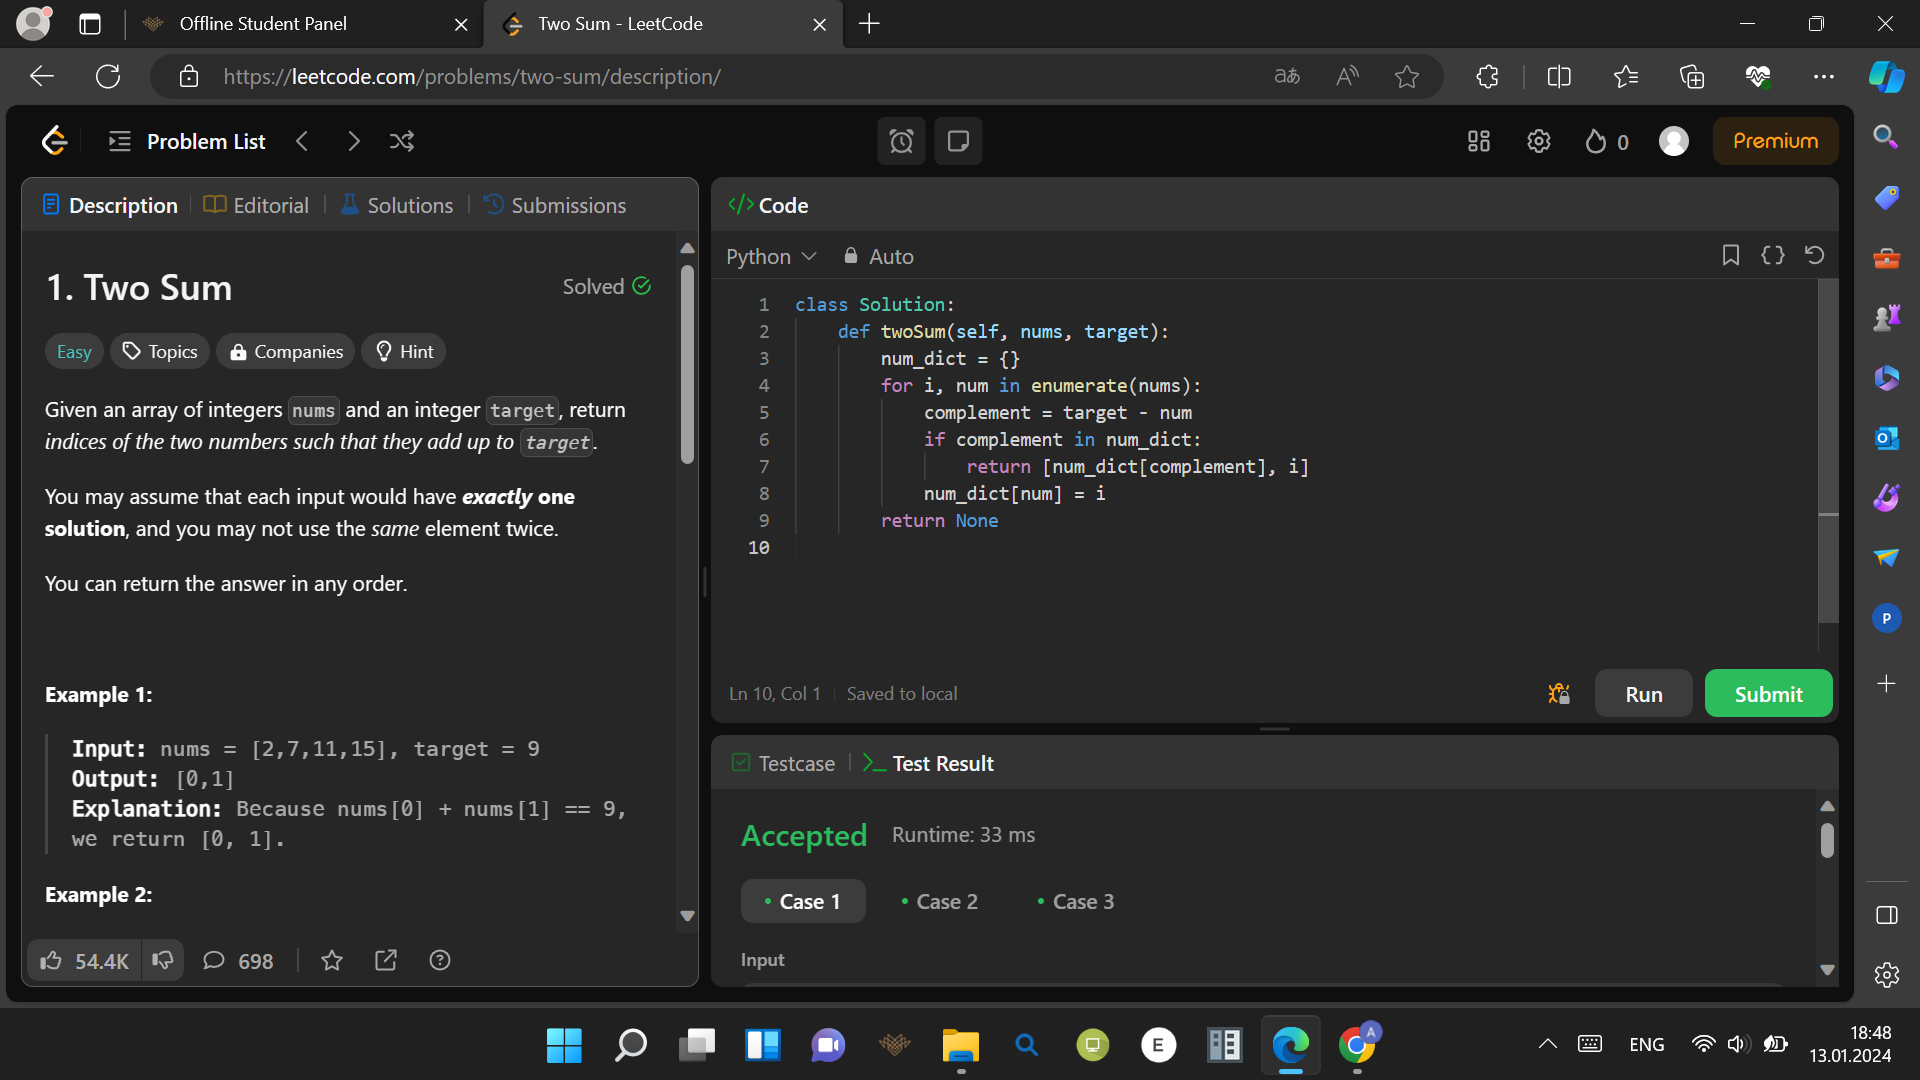 Offline Student Panel
Two Sum - LeetCode
https://leetcode.com/problems/two-sum/description/
Problem List
0
Premium
Description
Editorial
Solutions
Submissions
1. Two Sum
Solved
Easy
Topics
Companies
Hint
Given an array of integers nums and an integer target, return
indices of the two numbers such that they add up to target.
You may assume that each input would have exactly one
solution, and you may not use the same element twice.
You can return the answer in any order.
Example 1:
Input: nums = [2,7,11,15], target = 9
Output: [0,1]
Explanation: Because nums[0] + nums[1] == 9,
we return [0, 1].
Example 2:
54.4K
698
</> Code
Python
Auto
1 class Solution:
2 def twoSum(self, nums, target):
3 num_dict = {}
4 for i, num in enumerate(nums):
5 complement = target - num
6 if complement in num_dict:
7 return [num_dict[complement], i]
8 num_dict[num] = i
9 return None
10
Ln 10, Col 1
Saved to local
Run
Submit
Testcase
Test Result
Accepted
Runtime: 33 ms
Case 1
Case 2
Case 3
Input
P
E
A
ENG
18:48
13.01.2024